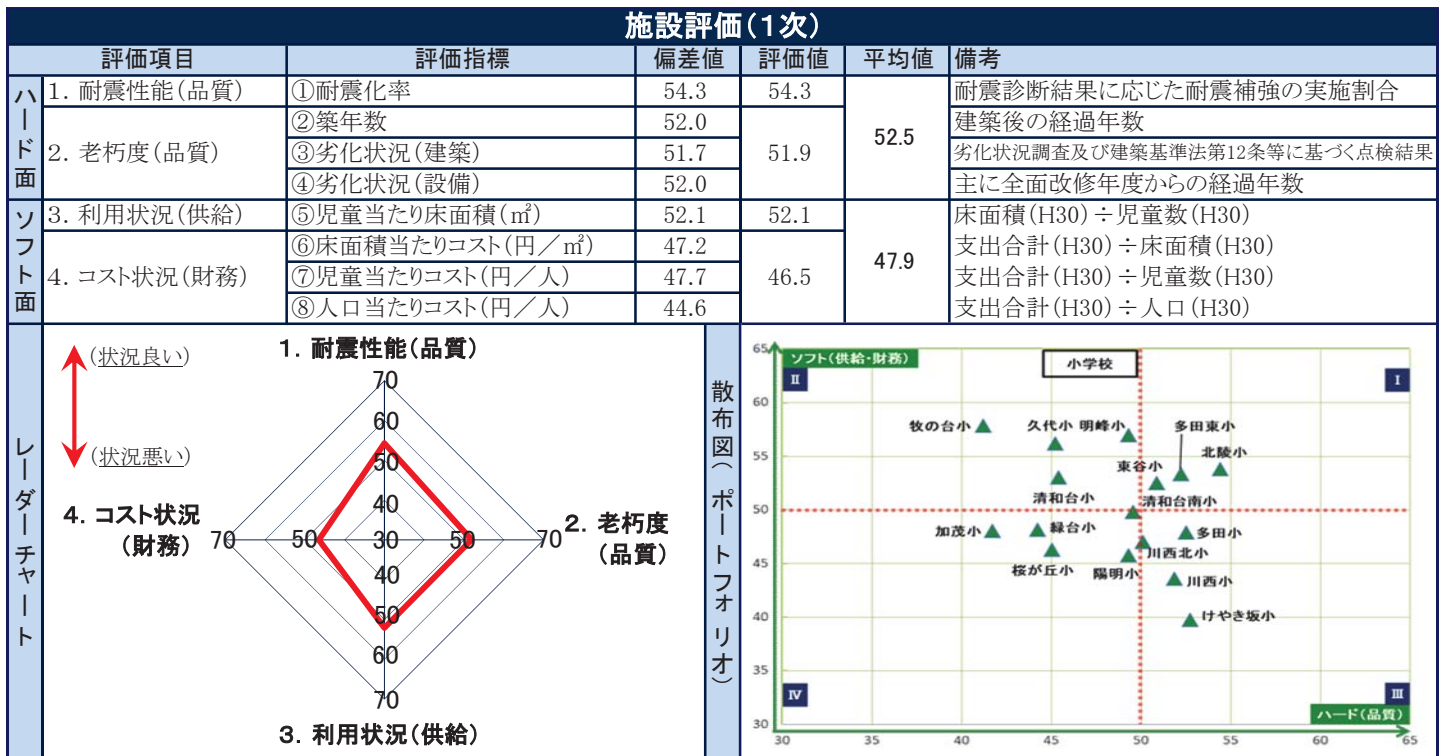 施設評価(1次)
評価項目 評価指標 偏差値 評価値 平均値 備考
ハード面
1. 耐震性能(品質) ①耐震化率 54.3 54.3 52.5 耐震診断結果に応じた耐震補強の実施割合
2. 老朽度(品質) ②築年数 52.0 51.9 建築後の経過年数
③劣化状況(建築) 51.7 劣化状況調査及び建築基準法第12条等に基づく点検結果
④劣化状況(設備) 52.0 主に全面改修年度からの経過年数
ソフト面
3. 利用状況(供給) ⑤児童当たり床面積(㎡) 52.1 52.1 47.9 床面積(H30)÷児童数(H30)
4. コスト状況(財務) ⑥床面積当たりコスト(円/㎡) 47.2 46.5 支出合計(H30)÷床面積(H30)
⑦児童当たりコスト(円/人) 47.7 支出合計(H30)÷児童数(H30)
⑧人口当たりコスト(円/人) 44.6 支出合計(H30)÷人口(H30)
レーダーチャート
(状況良い)
(状況悪い)
1. 耐震性能(品質)
70
60
50
40
4. コスト状況
(財務)
70 50 30 50 70
2. 老朽度
(品質)
40
50
60
70
3. 利用状況(供給)
散布図(ポートフォリオ)
65
ソフト(供給・財務)
小学校
II
I
60
牧の台小
久代小
明峰小
多田東小
北陵小
55
東谷小
清和台小
清和台南小
50
加茂小
緑台小
多田小
川西北小
45
桜が丘小
陽明小
川西小
40
けやき坂小
35
IV
III
ハード(品質)
30
30 35 40 45 50 55 60 65